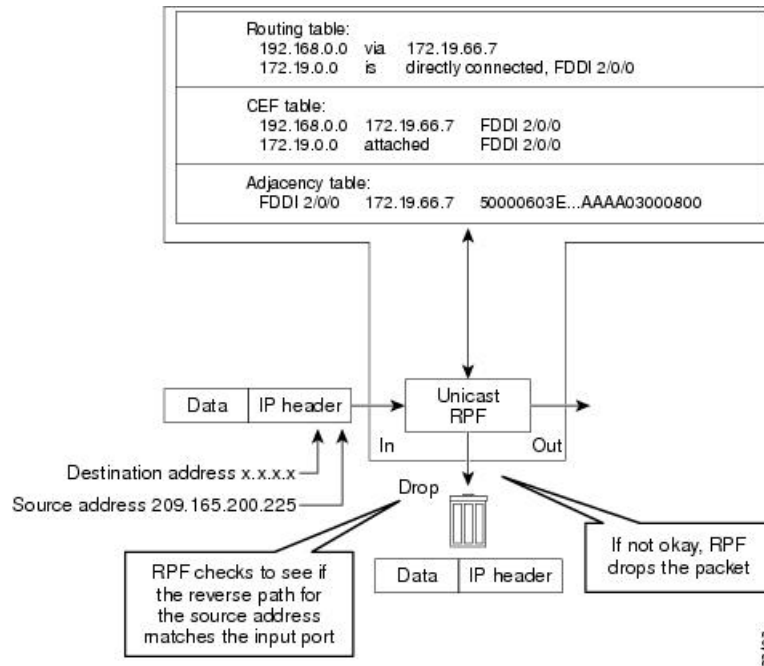 Routing table:
192.168.0.0 via 172.19.66.7
172.19.0.0 is directly connected, FDDI 2/0/0
CEF table:
192.168.0.0 172.19.66.7 FDDI 2/0/0
172.19.0.0 attached FDDI 2/0/0
Adjacency table:
FDDI 2/0/0 172.19.66.7 50000603E...AAAA03000800
Data IP header
Unicast
RPF
In
Out
Destination address x.x.x.x
Source address 209.165.200.225
Drop
RPF checks to see if
the reverse path for
the source address
matches the input port
Data IP header
If not okay, RPF
drops the packet